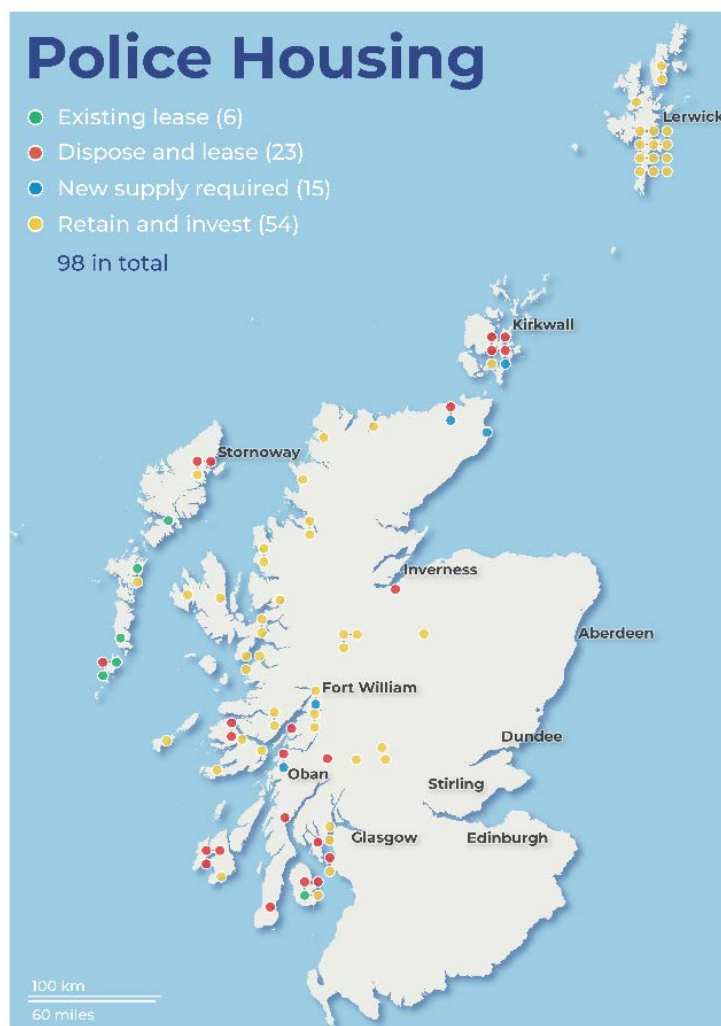 Police Housing
Existing lease (6)
Dispose and lease (23)
New supply required (15)
Retain and invest (54)
98 in total
Lerwick
Kirkwall
Stornoway
Inverness
Aberdeen
Fort William
Dundee
Oban
Stirling
Glasgow
Edinburgh
100 km
60 miles